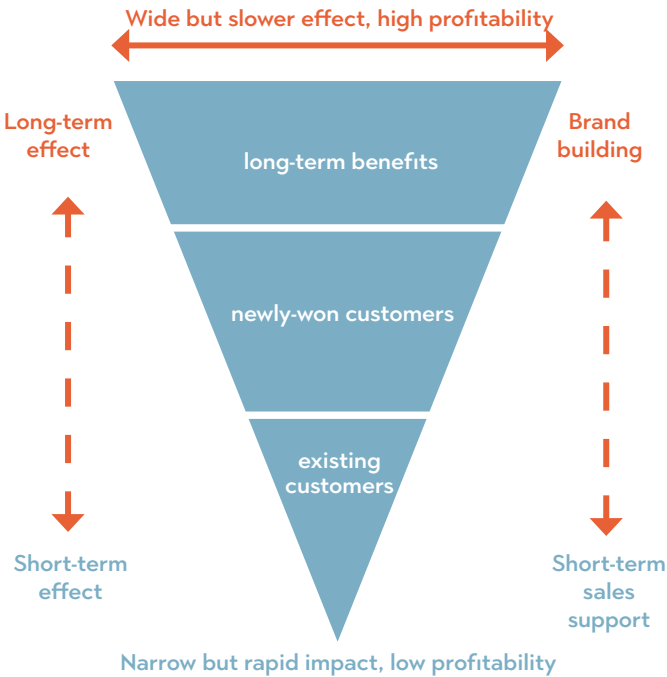 Wide but slower effect, high profitability
Long-term
effect
Brand
building
long-term benefits
newly-won customers
existing
customers
Short-term
effect
Short-term
sales
support
Narrow but rapid impact, low profitability